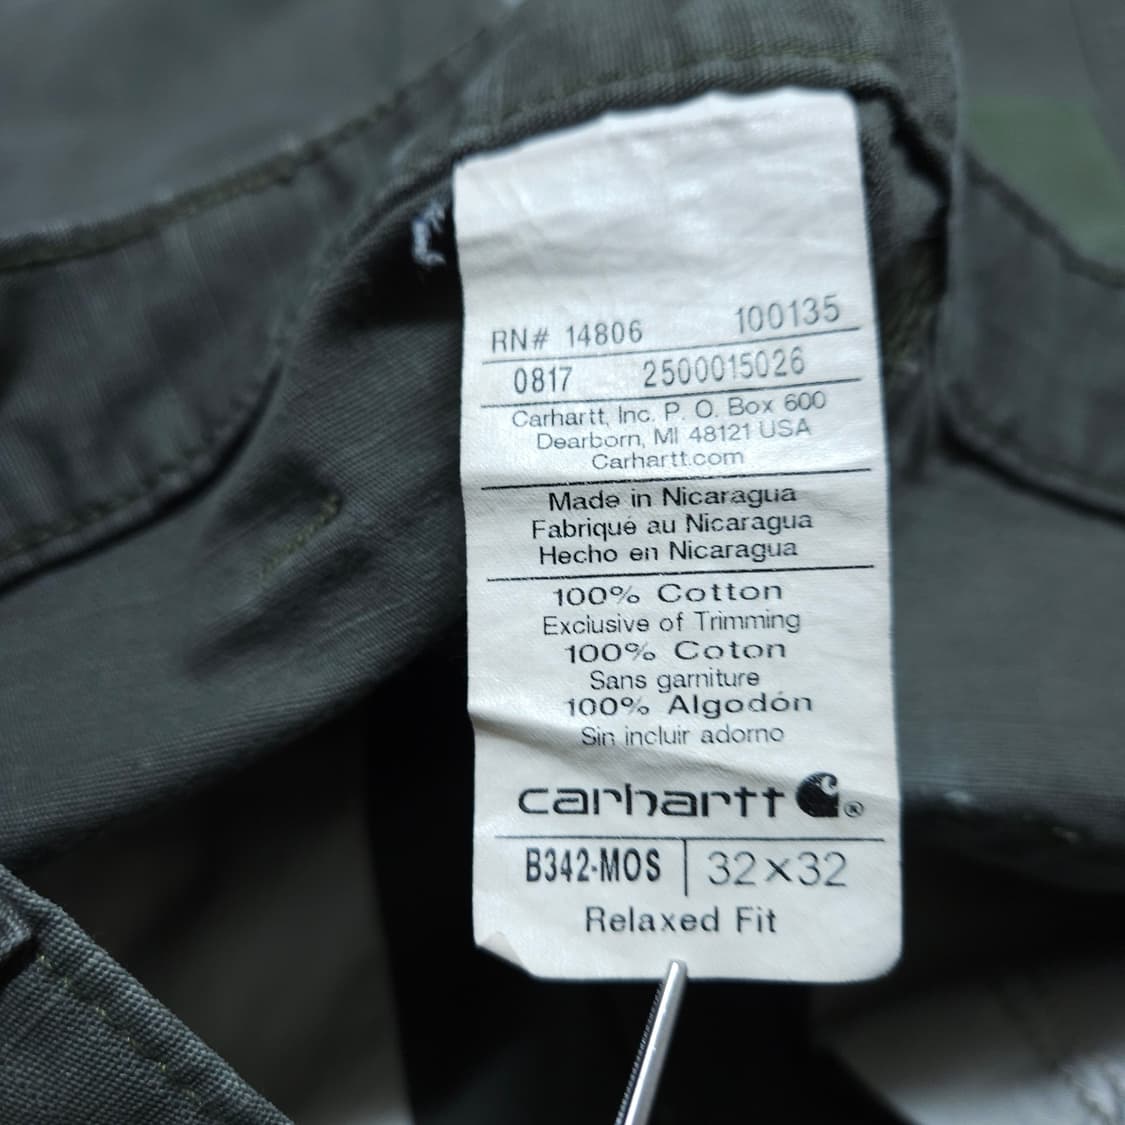 RN# 14806 100135
0817 2500015026
Carhartt, Inc. P. O. Box 600
Dearborn, MI 48121 USA
Carhartt.com
Made in Nicaragua
Fabriqué au Nicaragua
Hecho en Nicaragua
100% Cotton
Exclusive of Trimming
100% Coton
Sans garniture
100% Algodón
Sin incluir adorno
carhartt ®
B342-MOS 32x32
Relaxed Fit